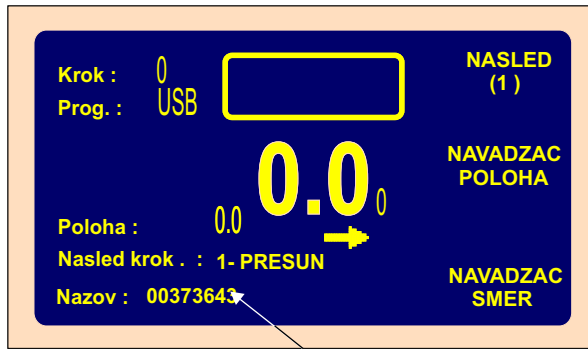 Krok : 0
Prog. : USB
NASLED
(1 )
0.0 0
NAVADZAC
POLOHA
Poloha : 0.0
Nasled krok . : 1- PRESUN
Nazov : 00373643
NAVADZAC
SMER